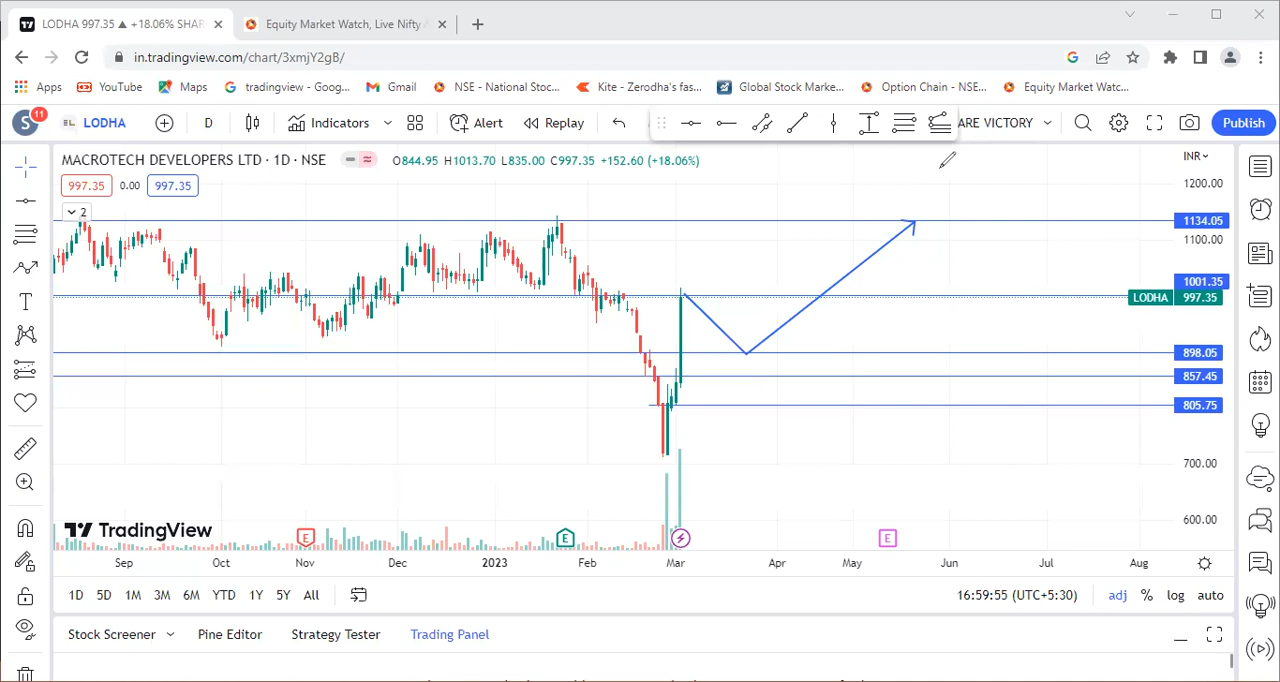 LODHA 997.35 ▲ +18.06% SHAR
Equity Market Watch, Live Nifty
in.tradingview.com/chart/3xmjY2gB/
Apps YouTube Maps tradingview - Goog... Gmail NSE - National Stoc... Kite - Zerodha's fas... Global Stock Marke... Option Chain - NSE... Equity Market Watc...
S 11 LODHA D Indicators Alert Replay ARE VICTORY Publish
MACROTECH DEVELOPERS LTD · 1D · NSE O844.95 H1013.70 L835.00 C997.35 +152.60 (+18.06%) INR
997.35 0.00 997.35
2
1200.00
1134.05
1100.00
1001.35
LODHA 997.35
898.05
857.45
805.75
700.00
600.00
TradingView
E E E
Sep Oct Nov Dec 2023 Feb Mar Apr May Jun Jul Aug
1D 5D 1M 3M 6M YTD 1Y 5Y All 16:59:55 (UTC+5:30) adj % log auto
Stock Screener Pine Editor Strategy Tester Trading Panel